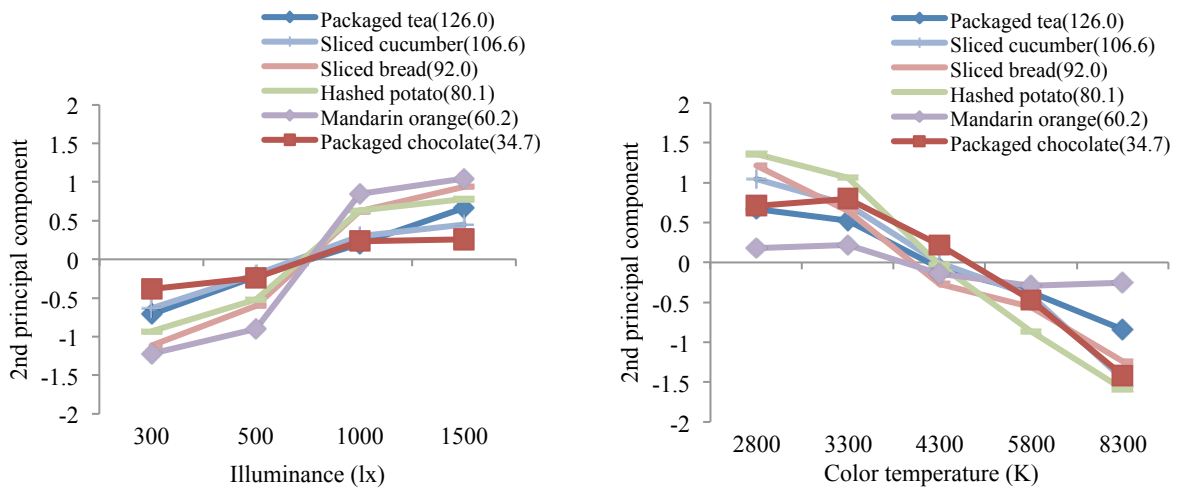 Packaged tea(126.0)
Sliced cucumber(106.6)
Sliced bread(92.0)
Hashed potato(80.1)
Mandarin orange(60.2)
Packaged chocolate(34.7)
2
1.5
1
0.5
0
-0.5
-1
-1.5
-2
2nd principal component
300 500 1000 1500
Illuminance (lx)
Packaged tea(126.0)
Sliced cucumber(106.6)
Sliced bread(92.0)
Hashed potato(80.1)
Mandarin orange(60.2)
Packaged chocolate(34.7)
2
1.5
1
0.5
0
-0.5
-1
-1.5
-2
2nd principal component
2800 3300 4300 5800 8300
Color temperature (K)